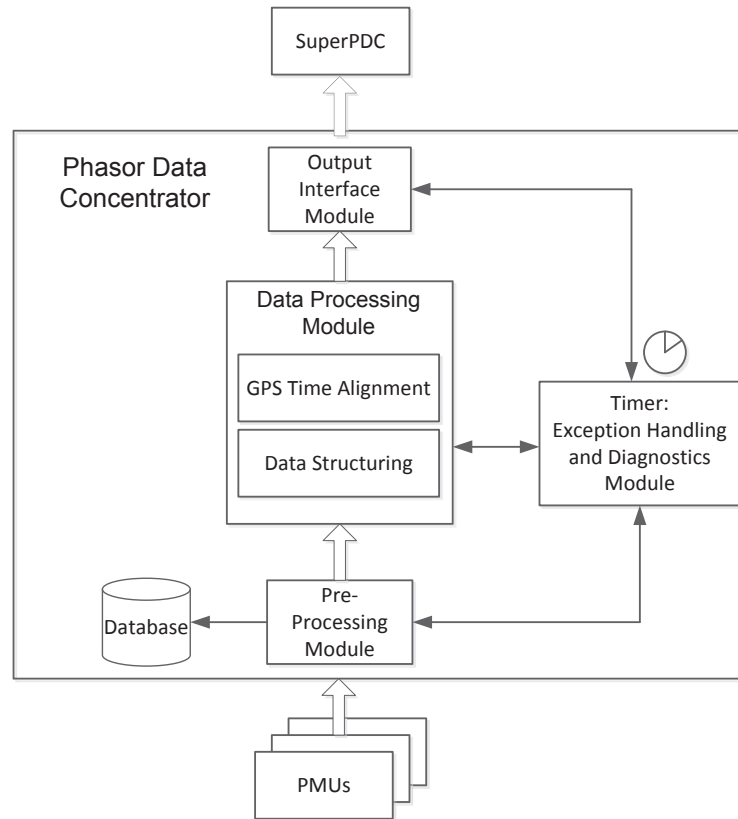 SuperPDC
Phasor Data
Concentrator
Output
Interface
Module
Data Processing
Module
GPS Time Alignment
Data Structuring
Timer:
Exception Handling
and Diagnostics
Module
Database
Pre-
Processing
Module
PMUs